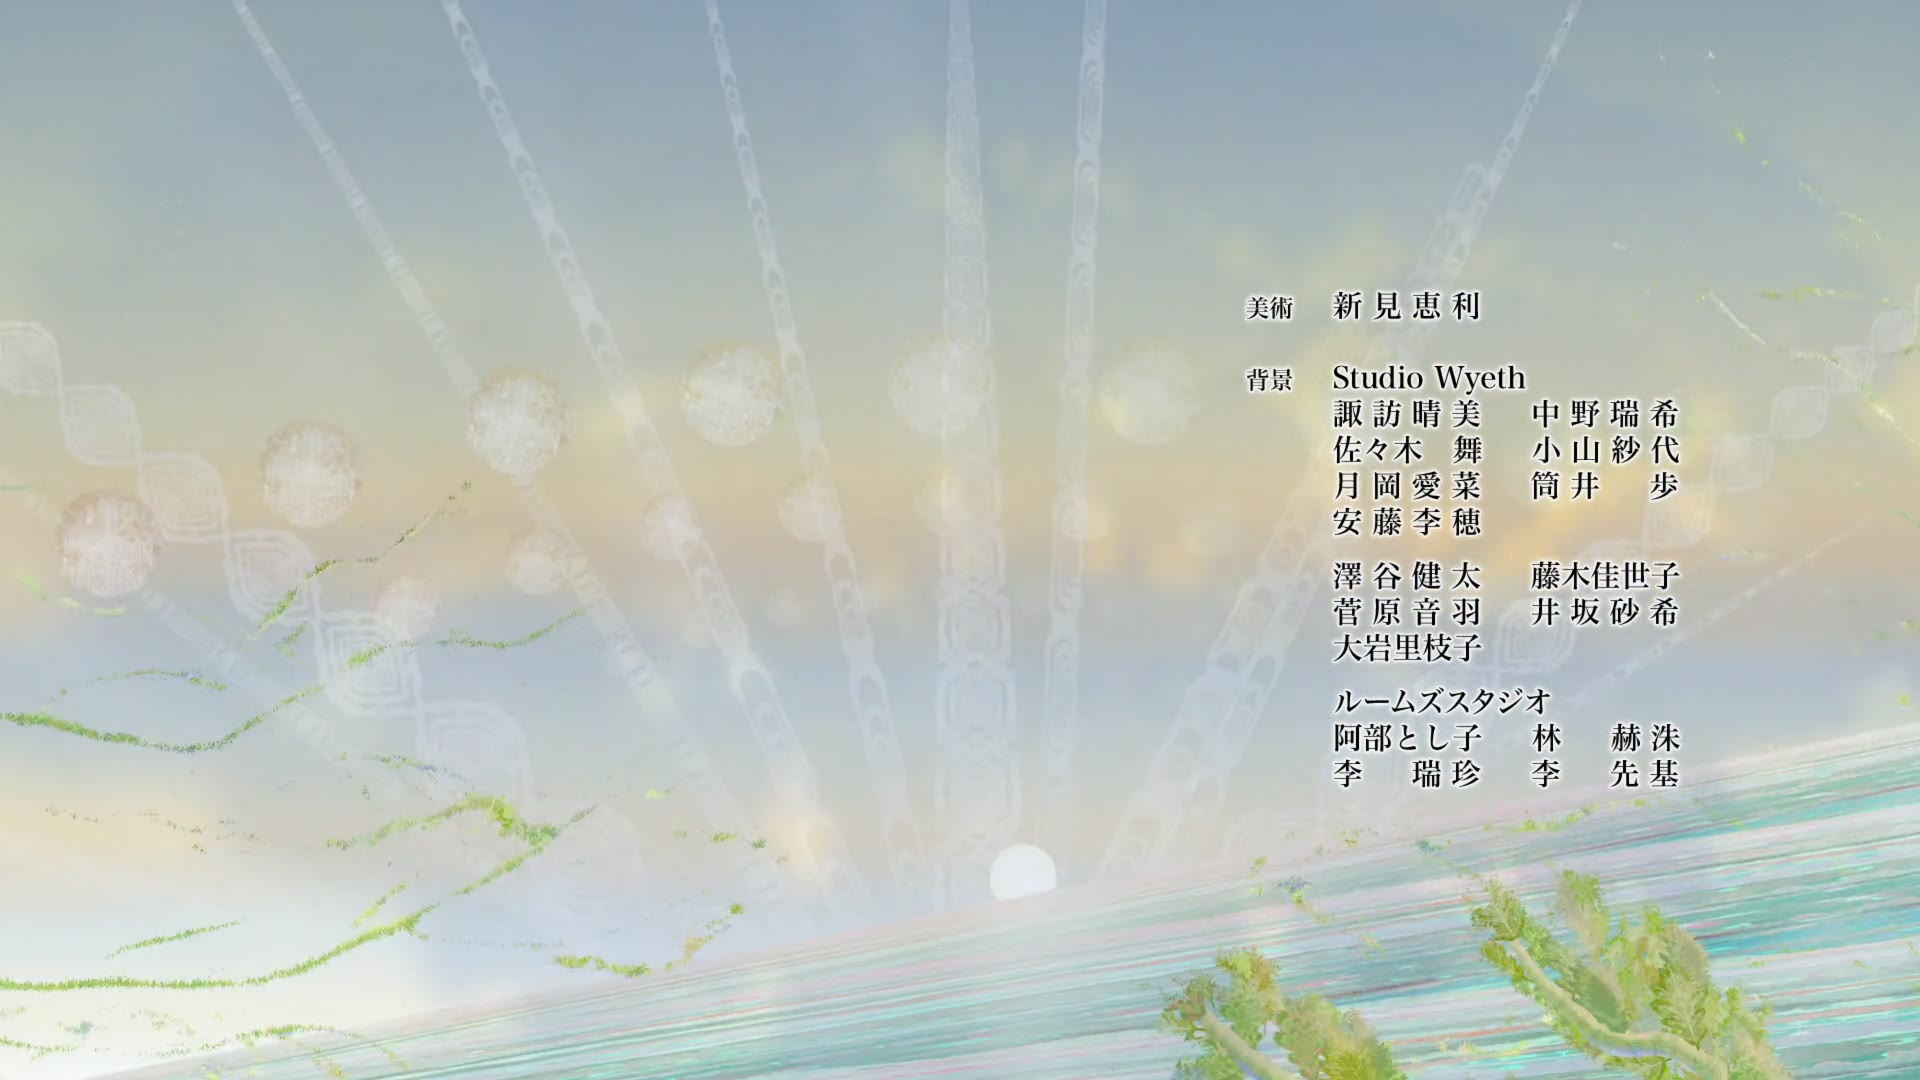 美術 新見恵利
背景 Studio Wyeth
諏訪晴美 中野瑞希
佐々木 舞 小山紗代
月岡愛菜 筒井 歩
安藤李穂
澤谷健太 藤木佳世子
菅原音羽 井坂砂希
大岩里枝子
ルームズスタジオ
阿部とし子 林 赫洙
李 瑞珍 李 先基